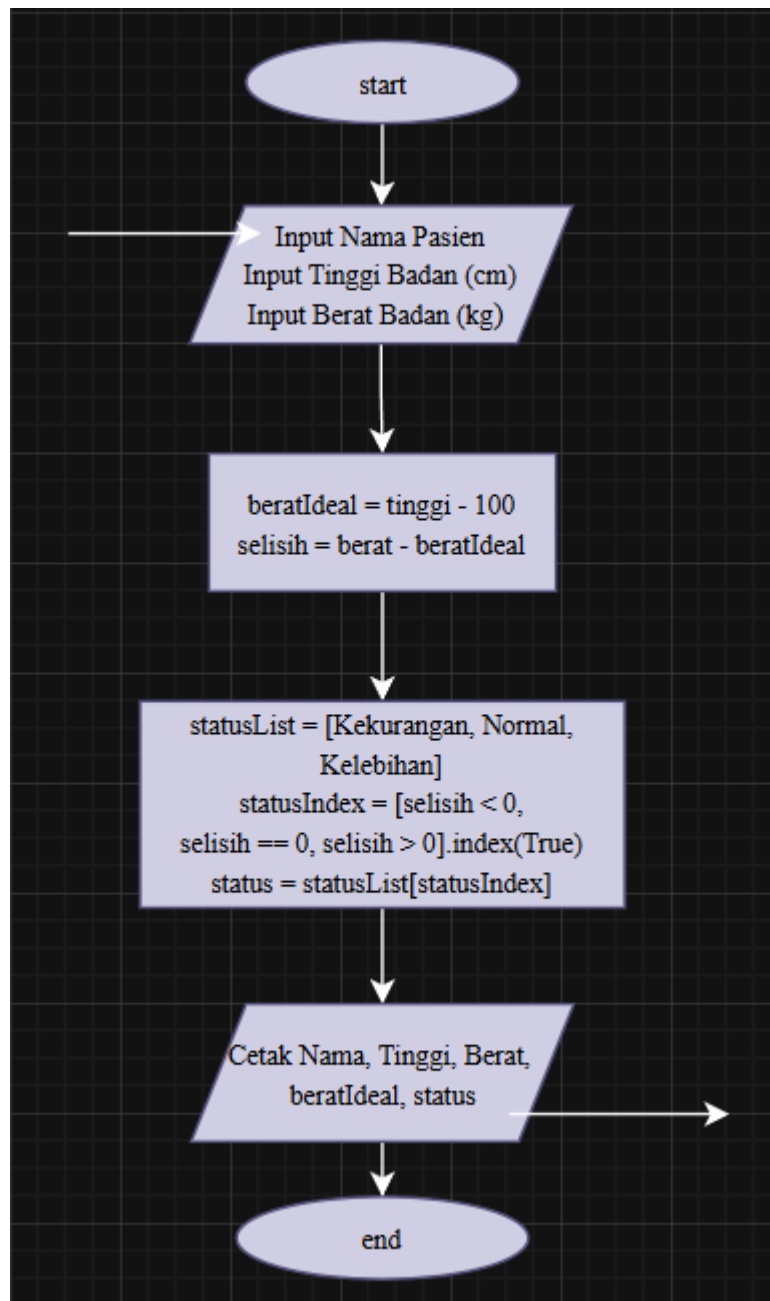 start
Input Nama Pasien
Input Tinggi Badan (cm)
Input Berat Badan (kg)
beratIdeal = tinggi - 100
selisih = berat - beratIdeal
statusList = [Kekurangan, Normal,
Kelebihan]
statusIndex = [selisih < 0,
selisih == 0, selisih > 0].index(True)
status = statusList[statusIndex]
Cetak Nama, Tinggi, Berat,
beratIdeal, status
end